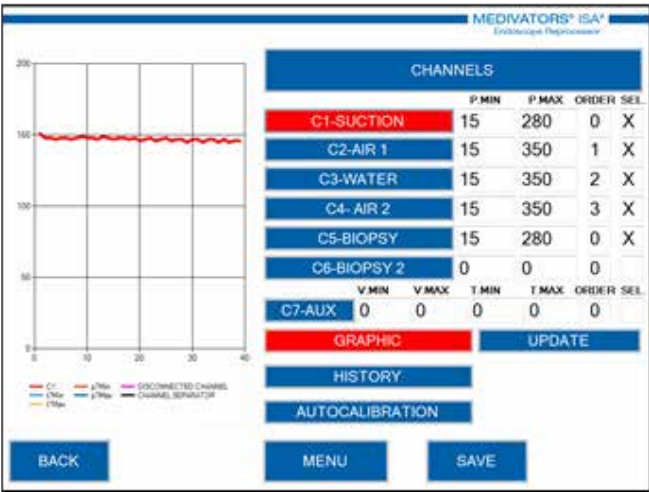 MEDIVATORS® ISA®
Endoscope Reprocessor
CHANNELS
P.MIN P.MAX ORDER SEL.
C1-SUCTION 15 280 0 X
C2-AIR 1 15 350 1 X
C3-WATER 15 350 2 X
C4- AIR 2 15 350 3 X
C5-BIOPSY 15 280 0 X
C6-BIOPSY 2 0 0 0
V.MIN V.MAX T.MIN T.MAX ORDER SEL.
C7-AUX 0 0 0 0 0
GRAPHIC UPDATE
HISTORY
AUTOCALIBRATION
200
150
100
50
0
0 10 20 30 40
C1 DISCONNECTED CHANNEL
CHANNEL SEPARATOR
BACK MENU SAVE